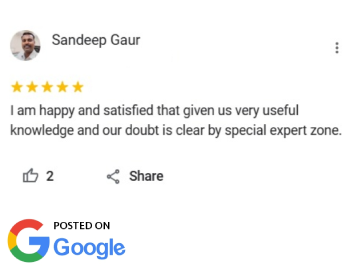 Sandeep Gaur
I am happy and satisfied that given us very useful
knowledge and our doubt is clear by special expert zone.
2
Share
POSTED ON
Google